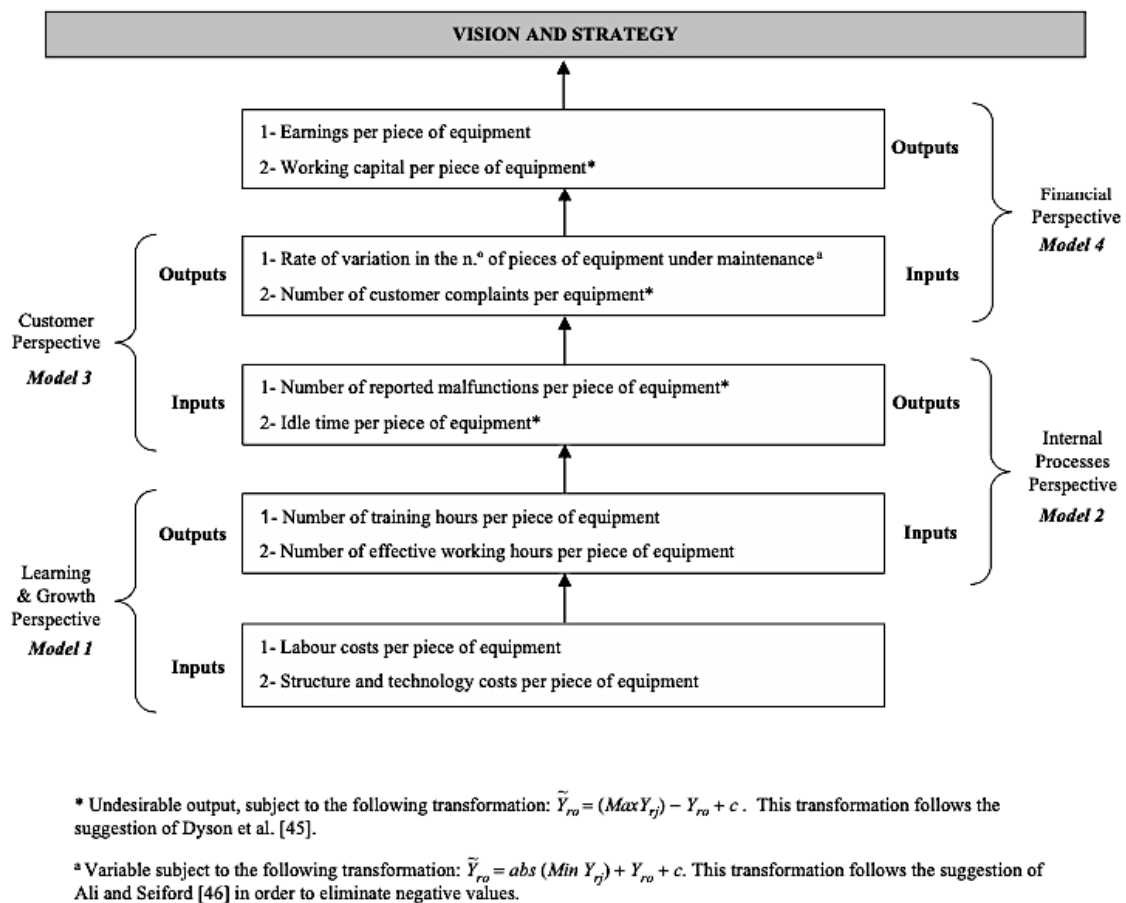 VISION AND STRATEGY
1- Earnings per piece of equipment
2- Working capital per piece of equipment*
Outputs
Financial
Perspective
Model 4
Outputs
1- Rate of variation in the n.º of pieces of equipment under maintenance ª
2- Number of customer complaints per equipment*
Inputs
Customer
Perspective
Model 3
Inputs
1- Number of reported malfunctions per piece of equipment*
2- Idle time per piece of equipment*
Outputs
Internal
Processes
Perspective
Model 2
Outputs
1- Number of training hours per piece of equipment
2- Number of effective working hours per piece of equipment
Inputs
Learning
& Growth
Perspective
Model 1
Inputs
1- Labour costs per piece of equipment
2- Structure and technology costs per piece of equipment
* Undesirable output, subject to the following transformation: Ỹ_ro = (MaxY_rj) − Y_ro + c . This transformation follows the
suggestion of Dyson et al. [45].
ª Variable subject to the following transformation: Ỹ_ro = abs (Min Y_rj) + Y_ro + c. This transformation follows the suggestion of
Ali and Seiford [46] in order to eliminate negative values.